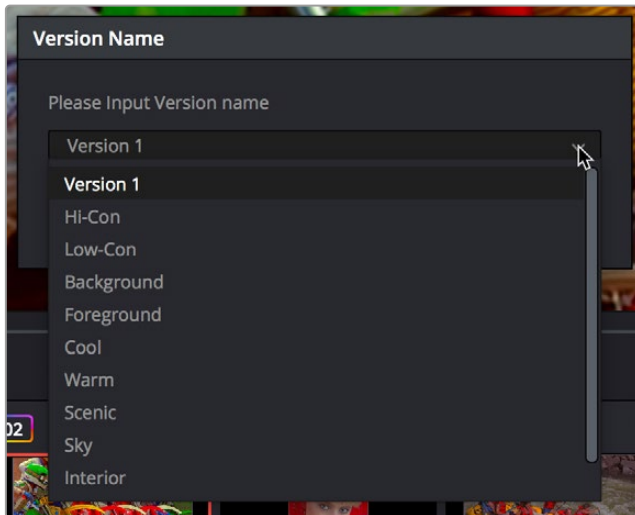 Version Name
Please Input Version name
Version 1
Version 1
Hi-Con
Low-Con
Background
Foreground
Cool
Warm
Scenic
02
Sky
Interior